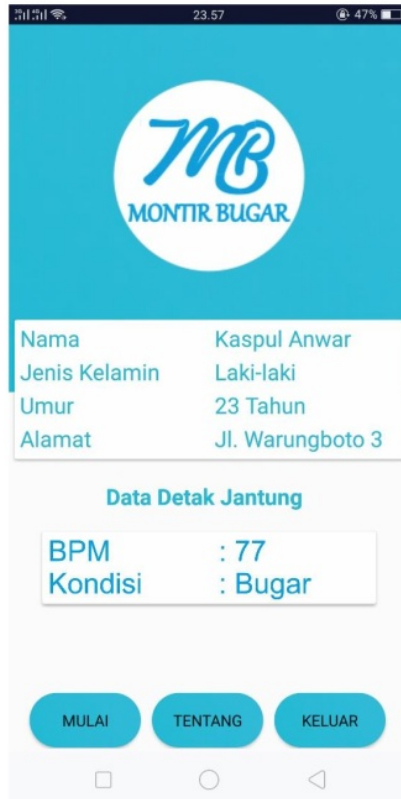 23.57
47%
MB
MONTIR BUGAR
Nama Kaspul Anwar
Jenis Kelamin Laki-laki
Umur 23 Tahun
Alamat Jl. Warungboto 3
Data Detak Jantung
BPM : 77
Kondisi : Bugar
MULAI TENTANG KELUAR